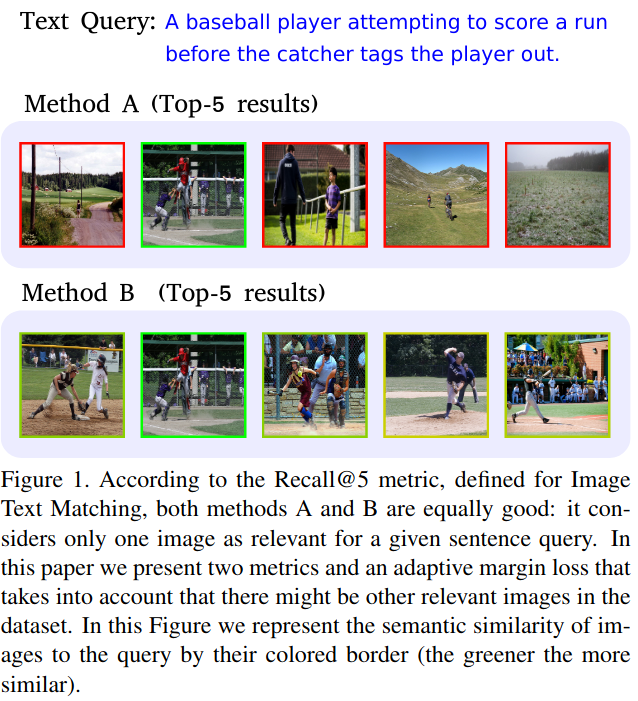 Text Query: A baseball player attempting to score a run
before the catcher tags the player out.
Method A (Top-5 results)
Method B (Top-5 results)
Figure 1. According to the Recall@5 metric, defined for Image
Text Matching, both methods A and B are equally good: it con-
siders only one image as relevant for a given sentence query. In
this paper we present two metrics and an adaptive margin loss that
takes into account that there might be other relevant images in the
dataset. In this Figure we represent the semantic similarity of im-
ages to the query by their colored border (the greener the more
similar).